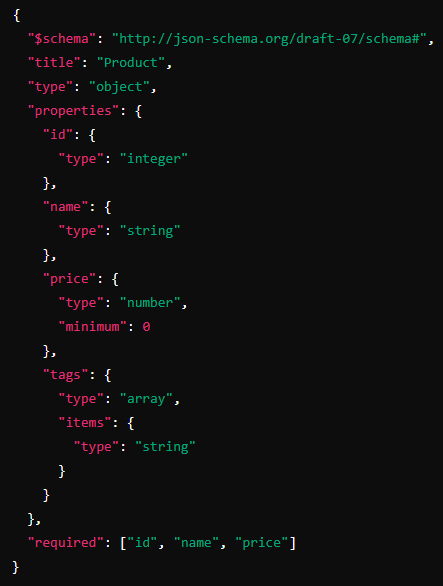 {
  "$schema": "http://json-schema.org/draft-07/schema#",
  "title": "Product",
  "type": "object",
  "properties": {
    "id": {
      "type": "integer"
    },
    "name": {
      "type": "string"
    },
    "price": {
      "type": "number",
      "minimum": 0
    },
    "tags": {
      "type": "array",
      "items": {
        "type": "string"
      }
    }
  },
  "required": ["id", "name", "price"]
}